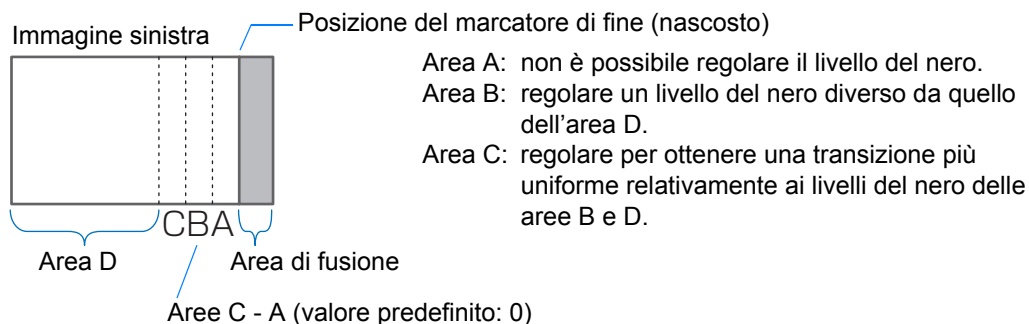 Posizione del marcatore di fine (nascosto)
Immagine sinistra
Area A: non è possibile regolare il livello del nero.
Area B: regolare un livello del nero diverso da quello
dell'area D.
Area C: regolare per ottenere una transizione più
uniforme relativamente ai livelli del nero delle
aree B e D.
CBA
Area D
Area di fusione
Aree C - A (valore predefinito: 0)